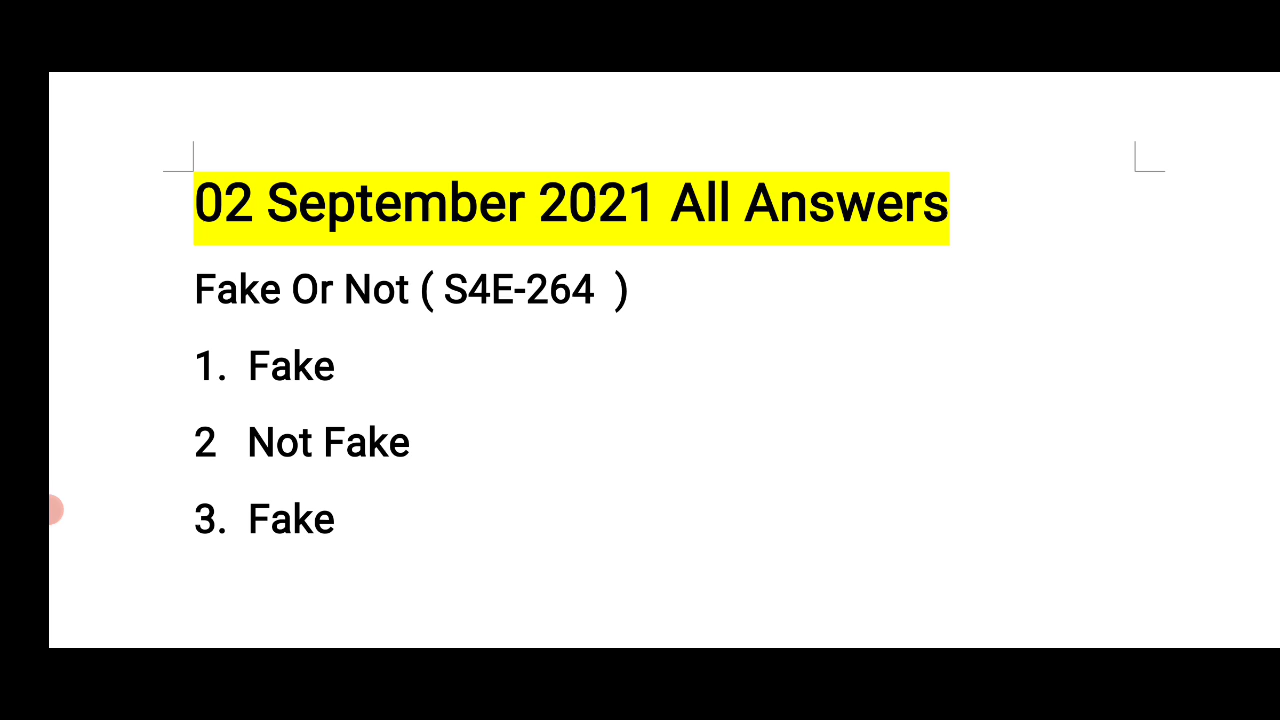 02 September 2021 All Answers
Fake Or Not ( S4E-264 )
1. Fake
2 Not Fake
3. Fake